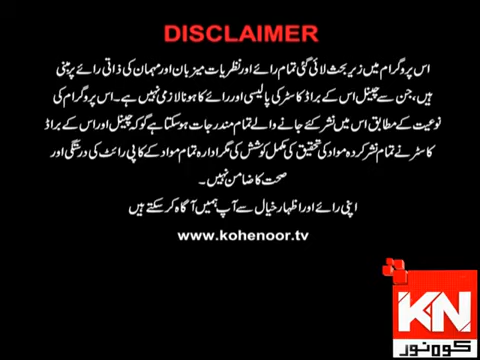 DISCLAIMER
اس پروگرام میں زیر بحث لائی گئی تمام رائے اور نظریات میزبان اور مہمان کی ذاتی رائے پر مبنی
ہیں، جن سے چینل اس کے براڈ کاسٹر کی پالیسی اور رائے کا ہونا لازمی نہیں ہے۔ اس پروگرام کی
نوعیت کے مطابق اس میں نشر کئے جانے والے تمام مندرجات ہو سکتا ہے گو کہ چینل اور اس کے براڈ
کاسٹر نے تمام نشر کردہ مواد کی تحقیق کی مکمل کوشش کی مگر ادارہ تمام مواد کے کاپی رائٹ کی درستگی اور
صحت کا ضامن نہیں۔
اپنی رائے اور اظہار خیال سے آپ ہمیں آگاہ کر سکتے ہیں
www.kohenoor.tv
KN
کوہ نور